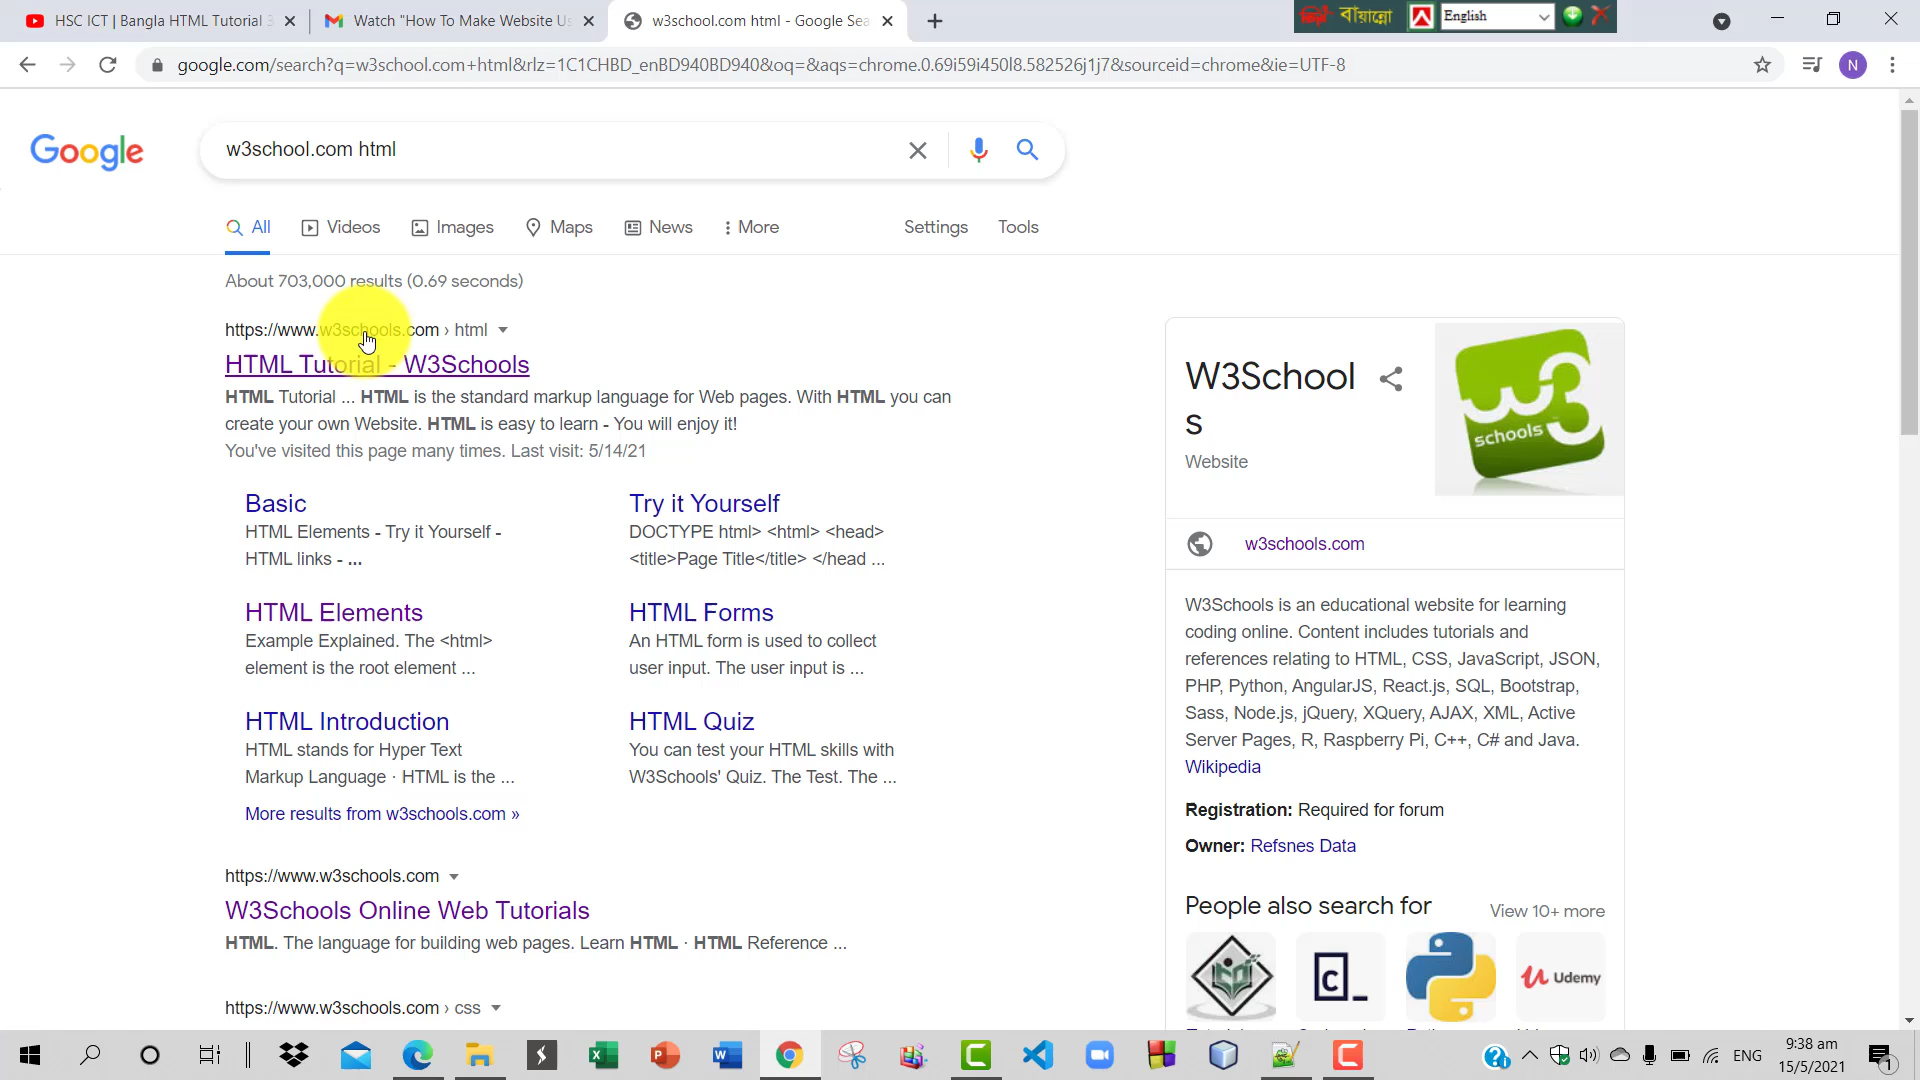 HSC ICT | Bangla HTML Tutorial 3
Watch "How To Make Website Us
w3school.com html - Google Sea
বায়ান্নো
English
google.com/search?q=w3school.com+html&rlz=1C1CHBD_enBD940BD940&oq=&aqs=chrome.0.69i59i450l8.582526j1j7&sourceid=chrome&ie=UTF-8
N
Google
w3school.com html
All
Videos
Images
Maps
News
More
Settings
Tools
About 703,000 results (0.69 seconds)
https://www.w3schools.com › html
HTML Tutorial - W3Schools
HTML Tutorial ... HTML is the standard markup language for Web pages. With HTML you can
create your own Website. HTML is easy to learn - You will enjoy it!
You've visited this page many times. Last visit: 5/14/21
Basic
HTML Elements - Try it Yourself -
HTML links - ...
Try it Yourself
DOCTYPE html> <html> <head>
<title>Page Title</title> </head ...
HTML Elements
Example Explained. The <html>
element is the root element ...
HTML Forms
An HTML form is used to collect
user input. The user input is ...
HTML Introduction
HTML stands for Hyper Text
Markup Language · HTML is the ...
HTML Quiz
You can test your HTML skills with
W3Schools' Quiz. The Test. The ...
More results from w3schools.com »
https://www.w3schools.com
W3Schools Online Web Tutorials
HTML. The language for building web pages. Learn HTML · HTML Reference ...
https://www.w3schools.com › css
W3School
s
Website
w3 schools
w3schools.com
W3Schools is an educational website for learning
coding online. Content includes tutorials and
references relating to HTML, CSS, JavaScript, JSON,
PHP, Python, AngularJS, React.js, SQL, Bootstrap,
Sass, Node.js, jQuery, XQuery, AJAX, XML, Active
Server Pages, R, Raspberry Pi, C++, C# and Java.
Wikipedia
Registration: Required for forum
Owner: Refsnes Data
People also search for
View 10+ more
Udemy
ENG
9:38 am
15/5/2021
1